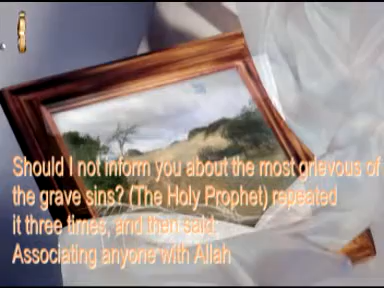 Should I not inform you about the most grievous of
the grave sins? (The Holy Prophet) repeated
it three times, and then said:
Associating anyone with Allah